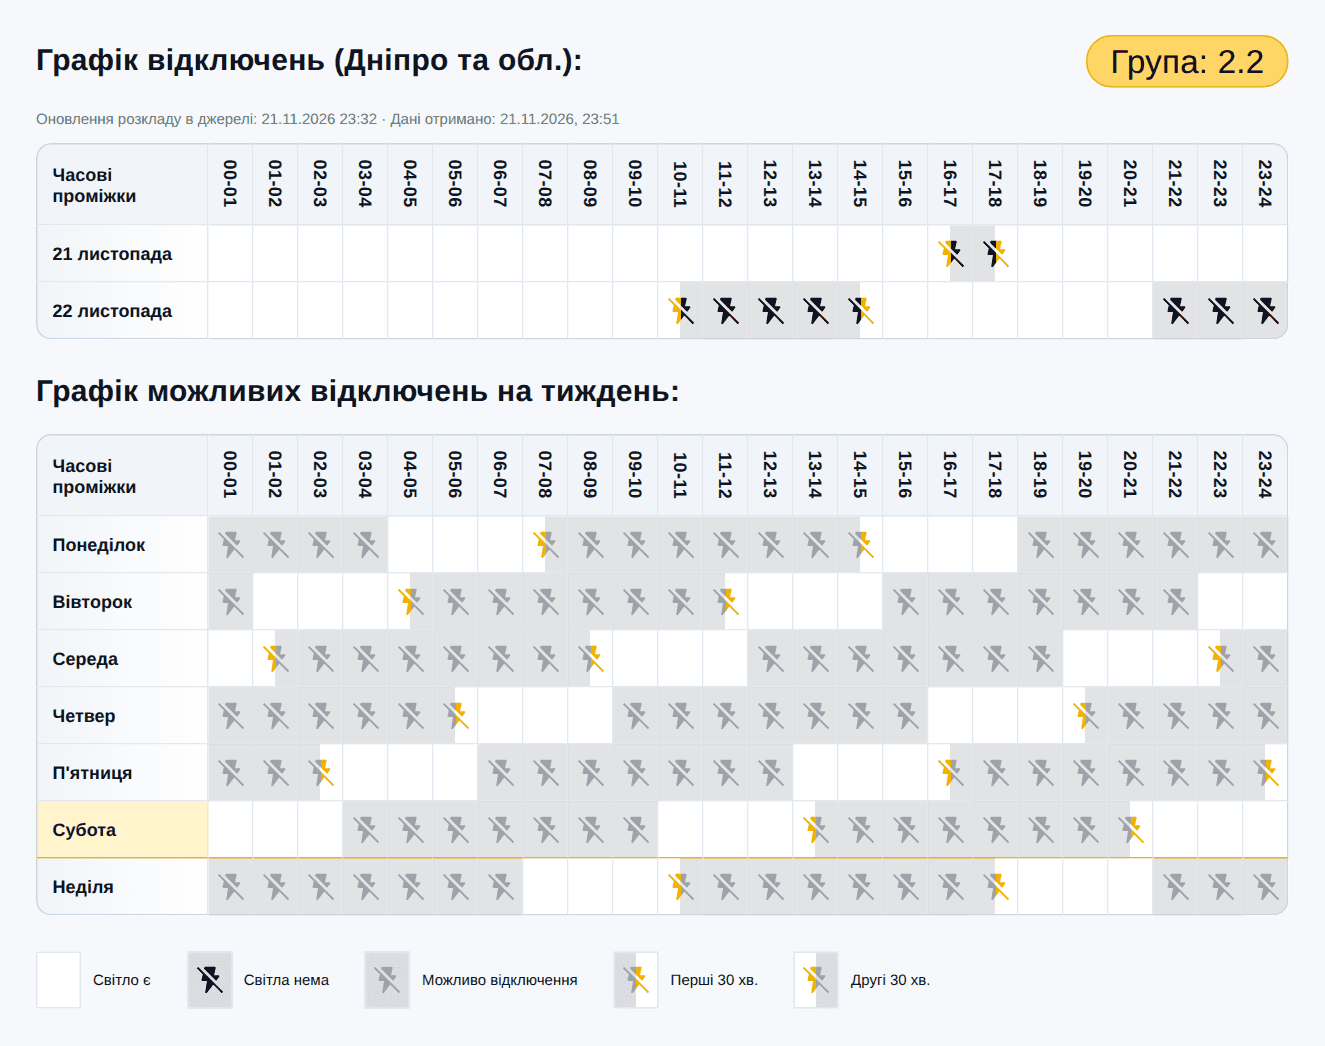 Графік відключень (Дніпро та обл.):
Група: 2.2
Оновлення розкладу в джерелі: 21.11.2026 23:32 · Дані отримано: 21.11.2026, 23:51
Часові
проміжки
00-01 01-02 02-03 03-04 04-05 05-06 06-07 07-08 08-09 09-10 10-11 11-12 12-13 13-14 14-15 15-16 16-17 17-18 18-19 19-20 20-21 21-22 22-23 23-24
21 листопада
22 листопада
Графік можливих відключень на тиждень:
Часові
проміжки
00-01 01-02 02-03 03-04 04-05 05-06 06-07 07-08 08-09 09-10 10-11 11-12 12-13 13-14 14-15 15-16 16-17 17-18 18-19 19-20 20-21 21-22 22-23 23-24
Понеділок
Вівторок
Середа
Четвер
П'ятниця
Субота
Неділя
Світло є
Світла нема
Можливо відключення
Перші 30 хв.
Другі 30 хв.